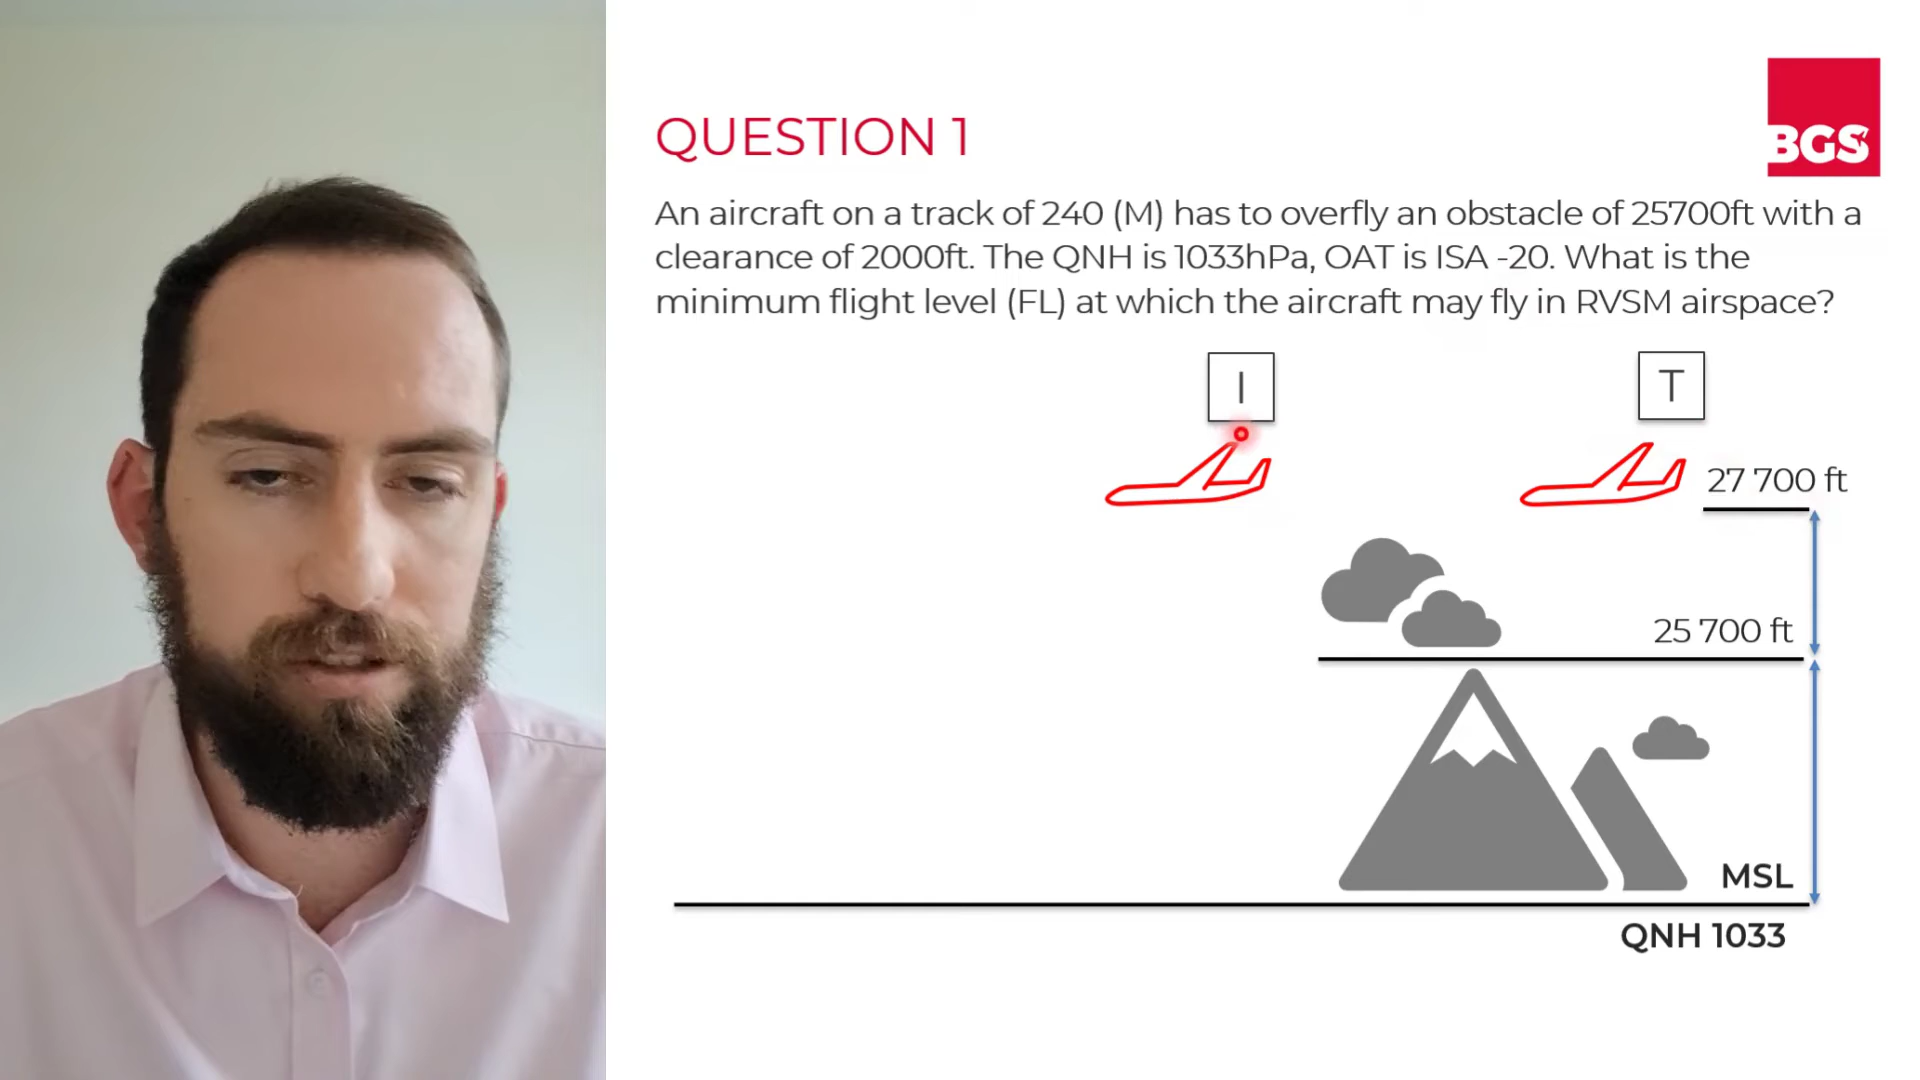 BGS
QUESTION 1
An aircraft on a track of 240 (M) has to overfly an obstacle of 25700ft with a
clearance of 2000ft. The QNH is 1033hPa, OAT is ISA -20. What is the
minimum flight level (FL) at which the aircraft may fly in RVSM airspace?
I
T
27 700 ft
25 700 ft
MSL
QNH 1033